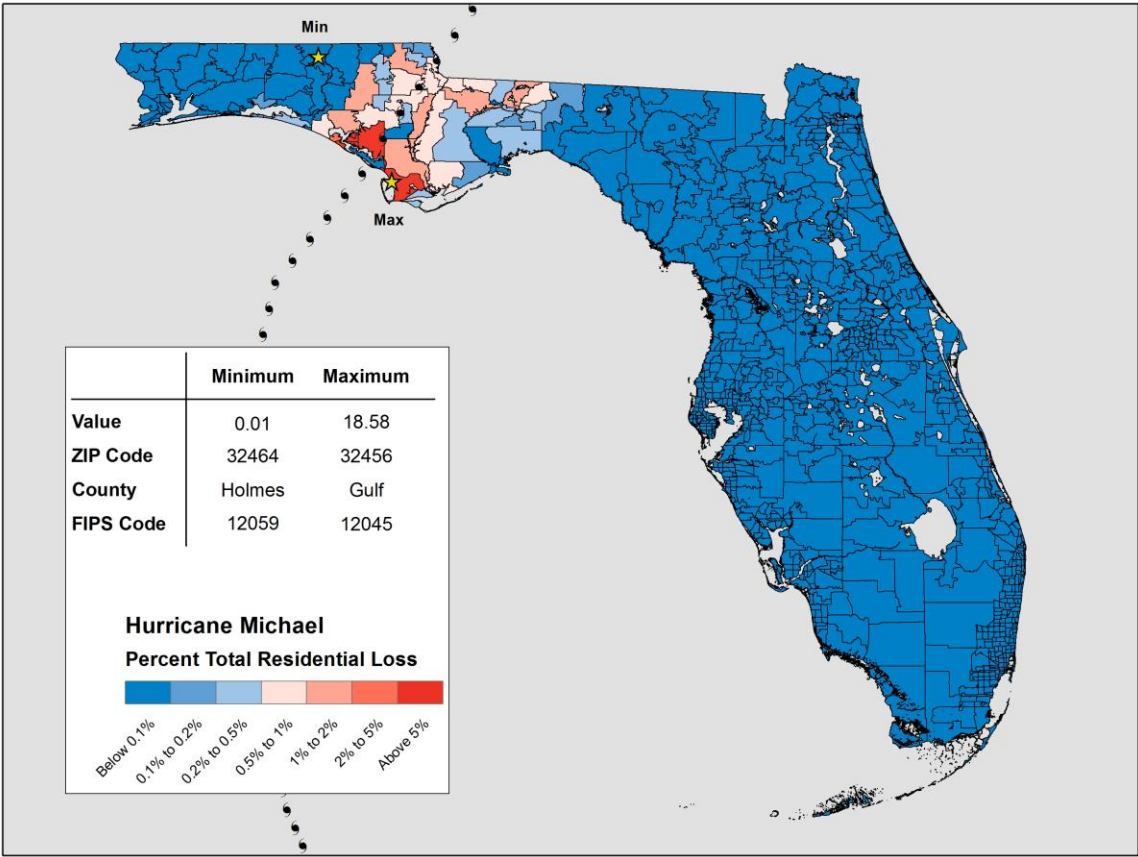 Min
Max
Minimum Maximum
Value 0.01 18.58
ZIP Code 32464 32456
County Holmes Gulf
FIPS Code 12059 12045
Hurricane Michael
Percent Total Residential Loss
Below 0.1% 0.1% to 0.2% 0.2% to 0.5% 0.5% to 1% 1% to 2% 2% to 5% Above 5%